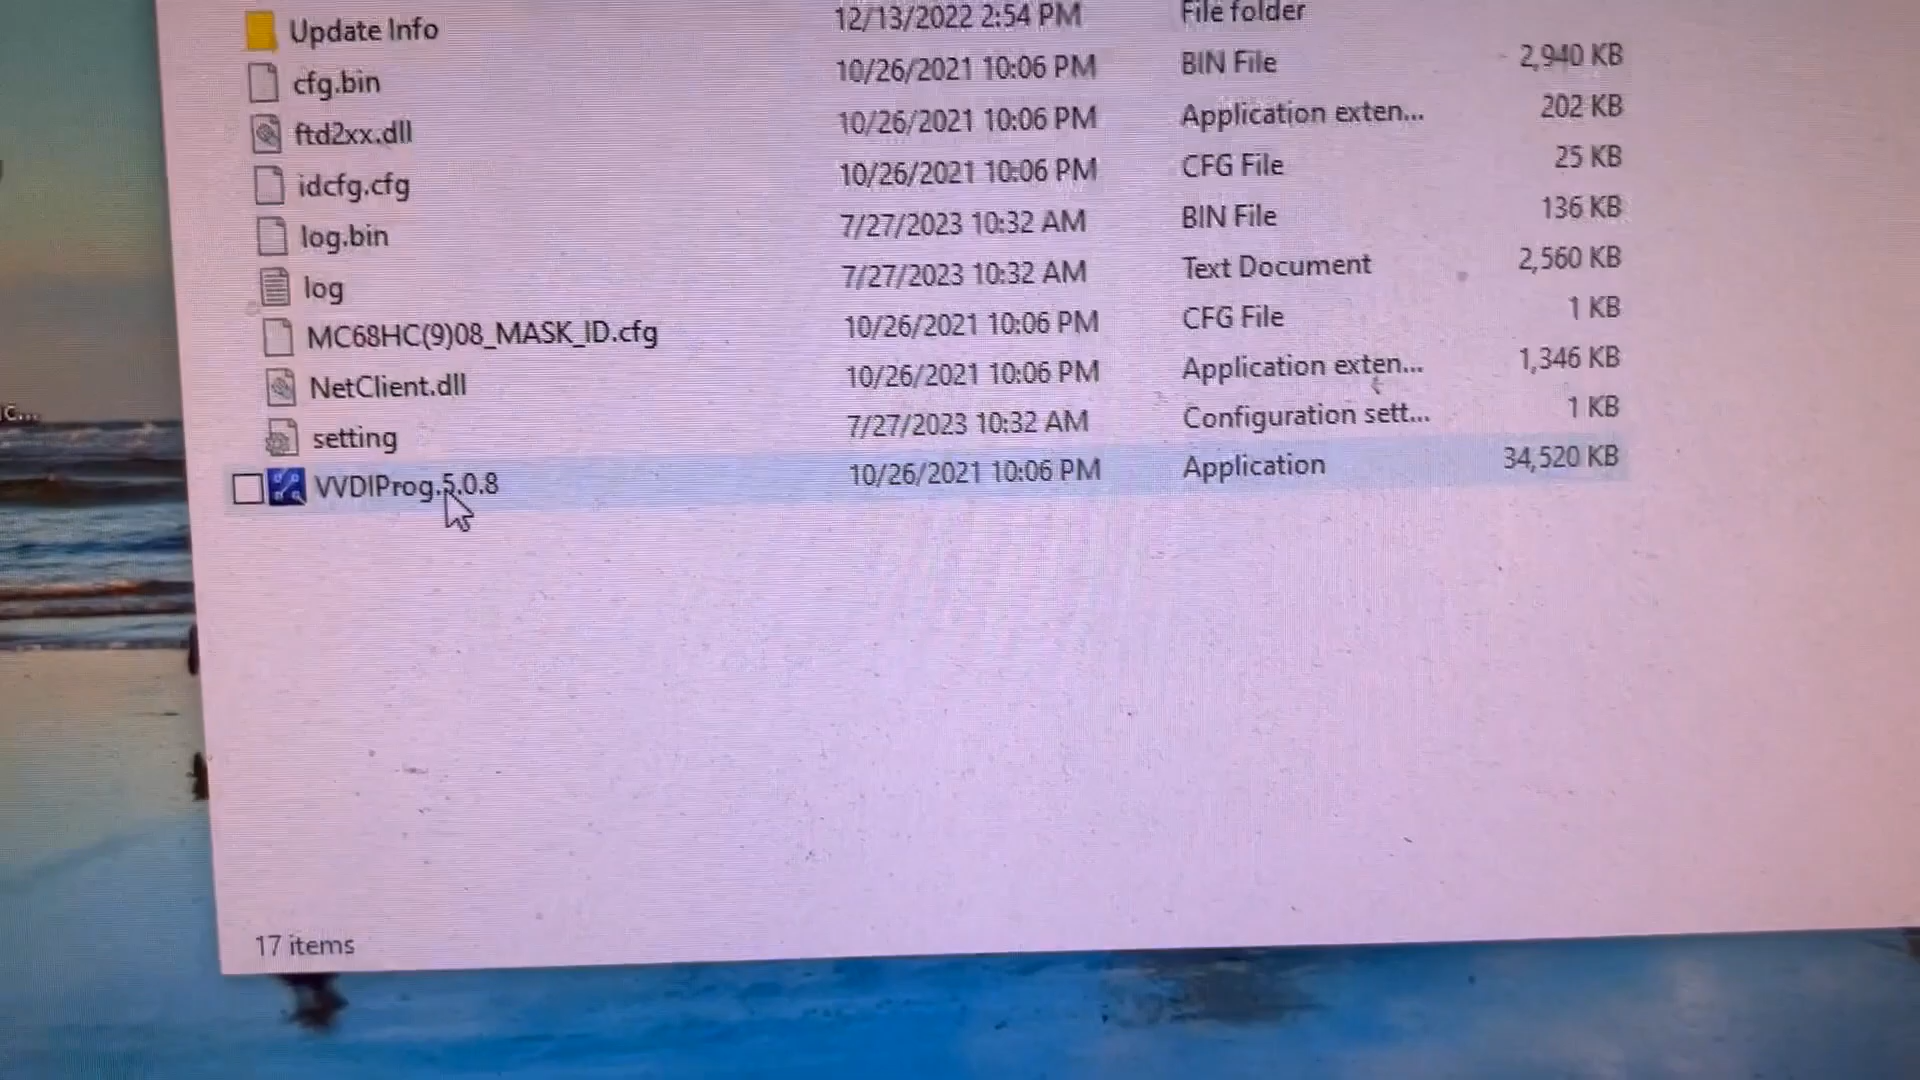 Update Info 12/13/2022 2:54 PM File folder
cfg.bin 10/26/2021 10:06 PM BIN File 2,940 KB
ftd2xx.dll 10/26/2021 10:06 PM Application exten... 202 KB
idcfg.cfg 10/26/2021 10:06 PM CFG File 25 KB
log.bin 7/27/2023 10:32 AM BIN File 136 KB
log 7/27/2023 10:32 AM Text Document 2,560 KB
MC68HC(9)08_MASK_ID.cfg 10/26/2021 10:06 PM CFG File 1 KB
NetClient.dll 10/26/2021 10:06 PM Application exten... 1,346 KB
setting 7/27/2023 10:32 AM Configuration sett... 1 KB
VVDIProg.5.0.8 10/26/2021 10:06 PM Application 34,520 KB
17 items